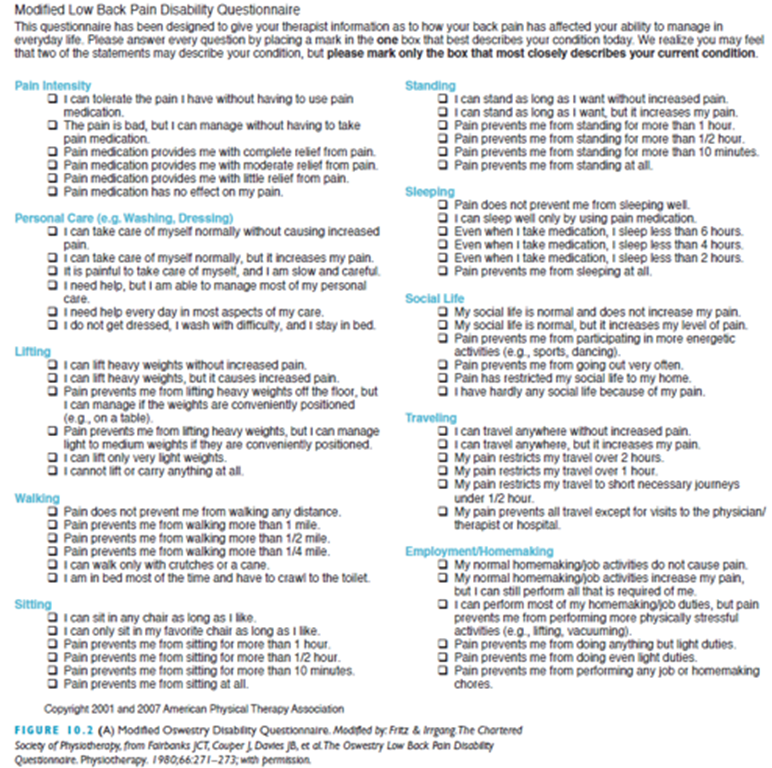 Modified Low Back Pain Disability Questionnaire
This questionnaire has been designed to give your therapist information as to how your back pain has affected your ability to manage in
everyday life. Please answer every question by placing a mark in the one box that best describes your condition today. We realize you may feel
that two of the statements may describe your condition, but please mark only the box that most closely describes your current condition.
Pain Intensity
I can tolerate the pain I have without having to use pain
medication.
The pain is bad, but I can manage without having to take
pain medication.
Pain medication provides me with complete relief from pain.
Pain medication provides me with moderate relief from pain.
Pain medication provides me with little relief from pain.
Pain medication has no effect on my pain.
Personal Care (e.g. Washing, Dressing)
I can take care of myself normally without causing increased
pain.
I can take care of myself normally, but it increases my pain.
It is painful to take care of myself, and I am slow and careful.
I need help, but I am able to manage most of my personal
care.
I need help every day in most aspects of my care.
I do not get dressed, I wash with difficulty, and I stay in bed.
Lifting
I can lift heavy weights without increased pain.
I can lift heavy weights, but it causes increased pain.
Pain prevents me from lifting heavy weights off the floor, but
I can manage if the weights are conveniently positioned
(e.g., on a table).
Pain prevents me from lifting heavy weights, but I can manage
light to medium weights if they are conveniently positioned.
I can lift only very light weights.
I cannot lift or carry anything at all.
Walking
Pain does not prevent me from walking any distance.
Pain prevents me from walking more than 1 mile.
Pain prevents me from walking more than 1/2 mile.
Pain prevents me from walking more than 1/4 mile.
I can walk only with crutches or a cane.
I am in bed most of the time and have to crawl to the toilet.
Sitting
I can sit in any chair as long as I like.
I can only sit in my favorite chair as long as I like.
Pain prevents me from sitting for more than 1 hour.
Pain prevents me from sitting for more than 1/2 hour.
Pain prevents me from sitting for more than 10 minutes.
Pain prevents me from sitting at all.
Standing
I can stand as long as I want without increased pain.
I can stand as long as I want, but it increases my pain.
Pain prevents me from standing for more than 1 hour.
Pain prevents me from standing for more than 1/2 hour.
Pain prevents me from standing for more than 10 minutes.
Pain prevents me from standing at all.
Sleeping
Pain does not prevent me from sleeping well.
I can sleep well only by using pain medication.
Even when I take medication, I sleep less than 6 hours.
Even when I take medication, I sleep less than 4 hours.
Even when I take medication, I sleep less than 2 hours.
Pain prevents me from sleeping at all.
Social Life
My social life is normal and does not increase my pain.
My social life is normal, but it increases my level of pain.
Pain prevents me from participating in more energetic
activities (e.g., sports, dancing).
Pain prevents me from going out very often.
Pain has restricted my social life to my home.
I have hardly any social life because of my pain.
Traveling
I can travel anywhere without increased pain.
I can travel anywhere, but it increases my pain.
My pain restricts my travel over 2 hours.
My pain restricts my travel over 1 hour.
My pain restricts my travel to short necessary journeys
under 1/2 hour.
My pain prevents all travel except for visits to the physician/
therapist or hospital.
Employment/Homemaking
My normal homemaking/job activities do not cause pain.
My normal homemaking/job activities increase my pain,
but I can still perform all that is required of me.
I can perform most of my homemaking/job duties, but pain
prevents me from performing more physically stressful
activities (e.g., lifting, vacuuming).
Pain prevents me from doing anything but light duties.
Pain prevents me from doing even light duties.
Pain prevents me from performing any job or homemaking
chores.
Copyright 2001 and 2007 American Physical Therapy Association
FIGURE 10.2 (A) Modified Oswestry Disability Questionnaire. Modified by: Fritz & Irrgang.The Chartered
Society of Physiotherapy, from Fairbanks JCT, Couper J, Davies JB, et al.The Oswestry Low Back Pain Disability
Questionnaire. Physiotherapy. 1980;66:271–273; with permission.